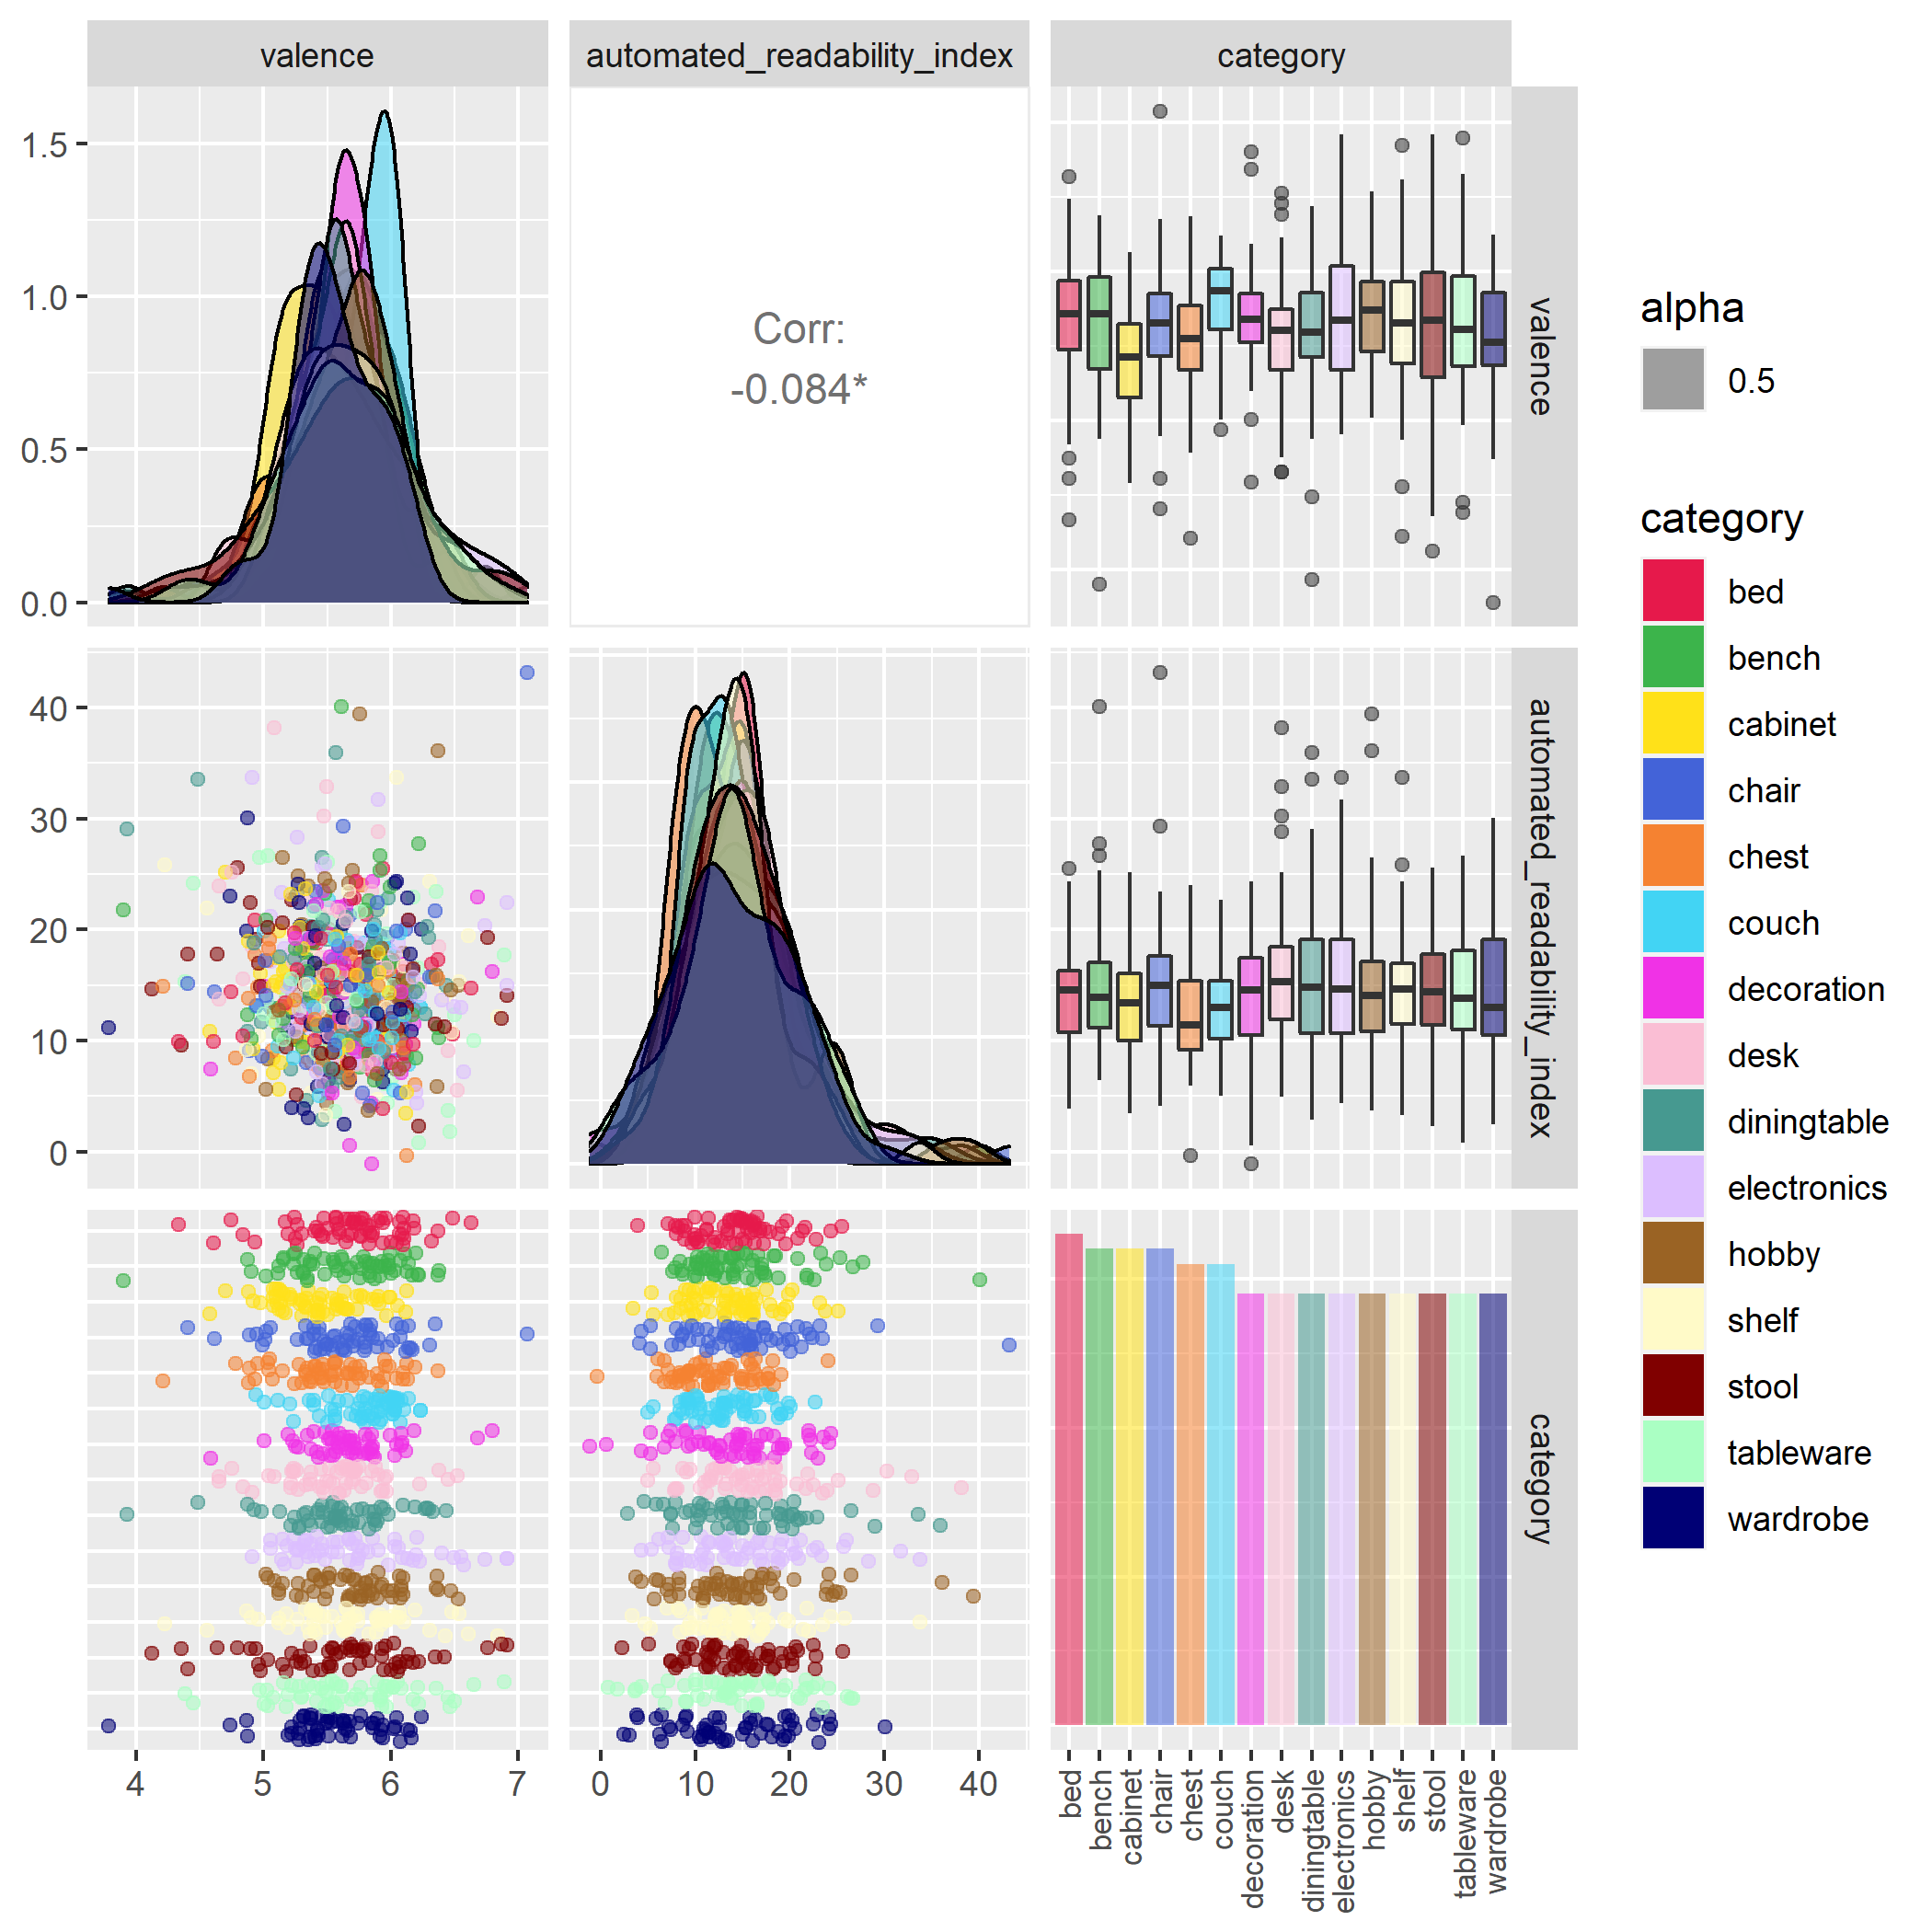 valence
automated_readability_index
category
1.5
1.0
0.5
0.0
Corr:
-0.084*
valence
40
30
20
10
0
automated_readability_index
category
4
5
6
7
0
10
20
30
40
bed
bench
cabinet
chair
chest
couch
decoration
desk
diningtable
electronics
hobby
shelf
stool
tableware
wardrobe
alpha
0.5
category
bed
bench
cabinet
chair
chest
couch
decoration
desk
diningtable
electronics
hobby
shelf
stool
tableware
wardrobe